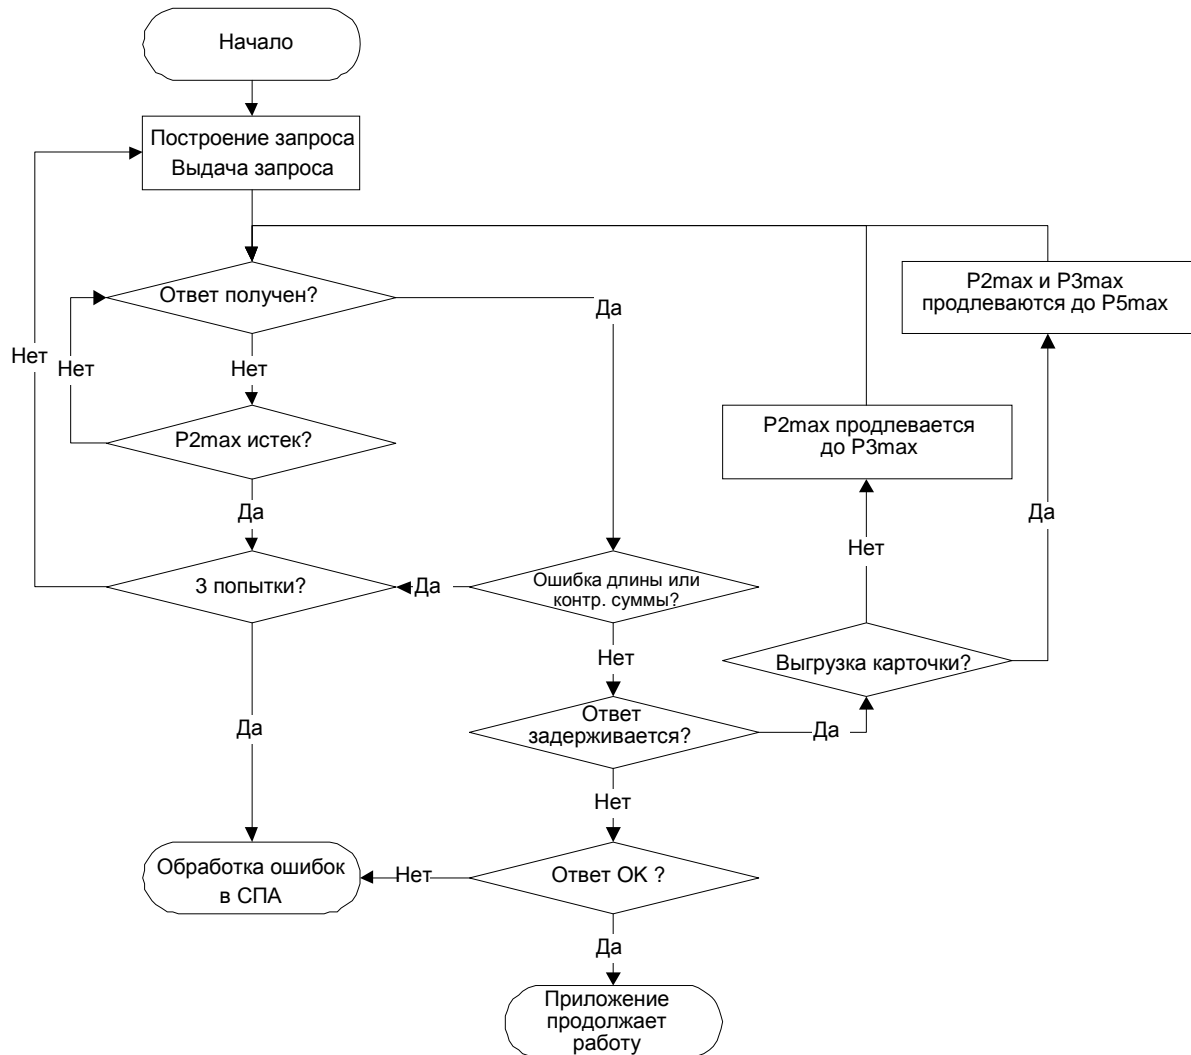 Начало
Построение запроса
Выдача запроса
Ответ получен?
Да
P2max и P3max
продлеваются до P5max
Нет
Нет
Нет
P2max истек?
P2max продлевается
до P3max
Да
Да
Нет
3 попытки?
Да
Ошибка длины или
контр. суммы?
Нет
Выгрузка карточки?
Да
Ответ
задерживается?
Да
Нет
Обработка ошибок
в СПА
Нет
Ответ OK ?
Да
Приложение
продолжает
работу